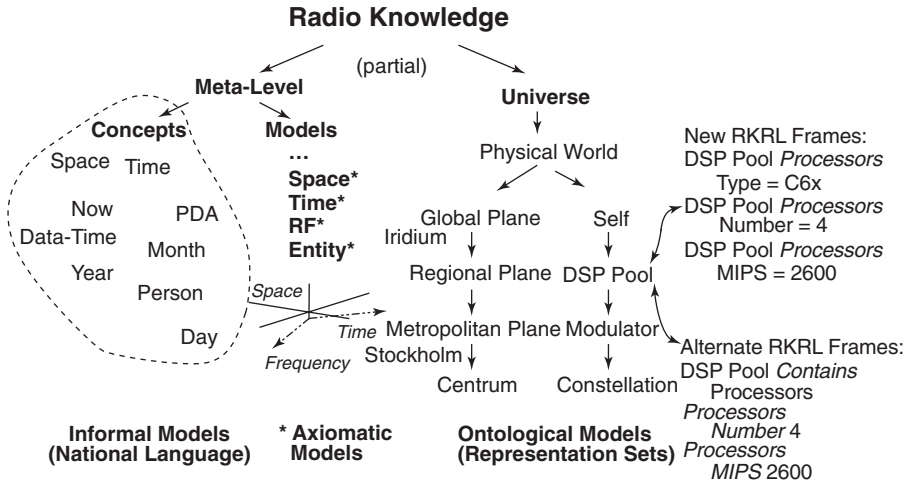 Radio Knowledge
(partial)
Meta-Level
Universe
Concepts
Space
Time
Now
PDA
Data-Time
Month
Year
Person
Day
Models
...
Space*
Time*
RF*
Entity*
Space
Time
Frequency
Physical World
Global Plane
Iridium
Regional Plane
Metropolitan Plane
Stockholm
Centrum
Self
DSP Pool
Modulator
Constellation
New RKRL Frames:
DSP Pool Processors
Type = C6x
DSP Pool Processors
Number = 4
DSP Pool Processors
MIPS = 2600
Alternate RKRL Frames:
DSP Pool Contains
Processors
Processors
Number 4
Processors
MIPS 2600
Informal Models
(National Language)
* Axiomatic
Models
Ontological Models
(Representation Sets)